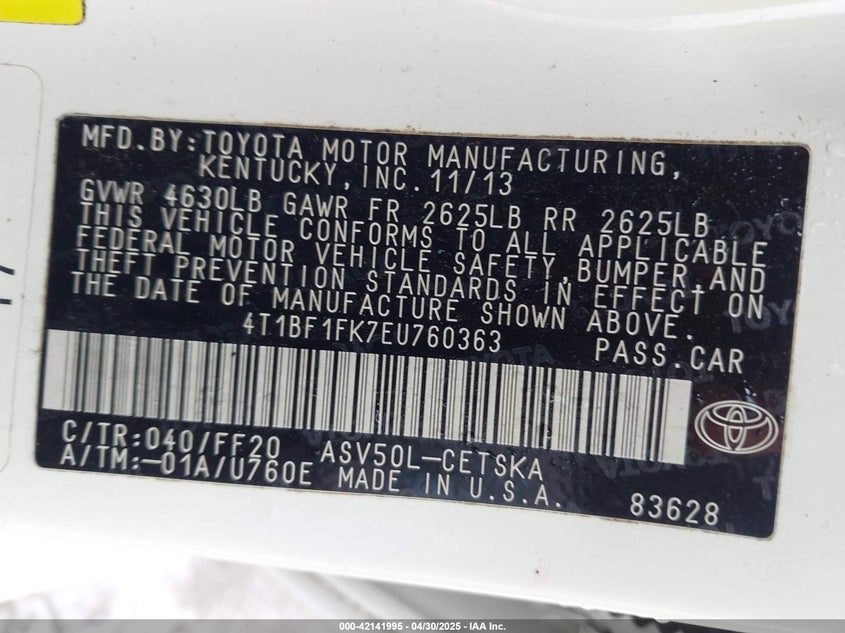 MFD.BY:TOYOTA MOTOR MANUFACTURING,
KENTUCKY, INC. 11/13
GVWR 4630LB GAWR FR 2625LB RR 2625LB
THIS VEHICLE CONFORMS TO ALL APPLICABLE
FEDERAL MOTOR VEHICLE SAFETY, BUMPER, AND
THEFT PREVENTION STANDARDS IN EFFECT ON
THE DATE OF MANUFACTURE SHOWN ABOVE.
4T1BF1FK7EU760363 PASS.CAR
C/TR:040/FF20 ASV50L-CETSKA
A/TM:-01A/U760E MADE IN U.S.A. 83628
000-42141995 - 04/30/2025 - IAA Inc.